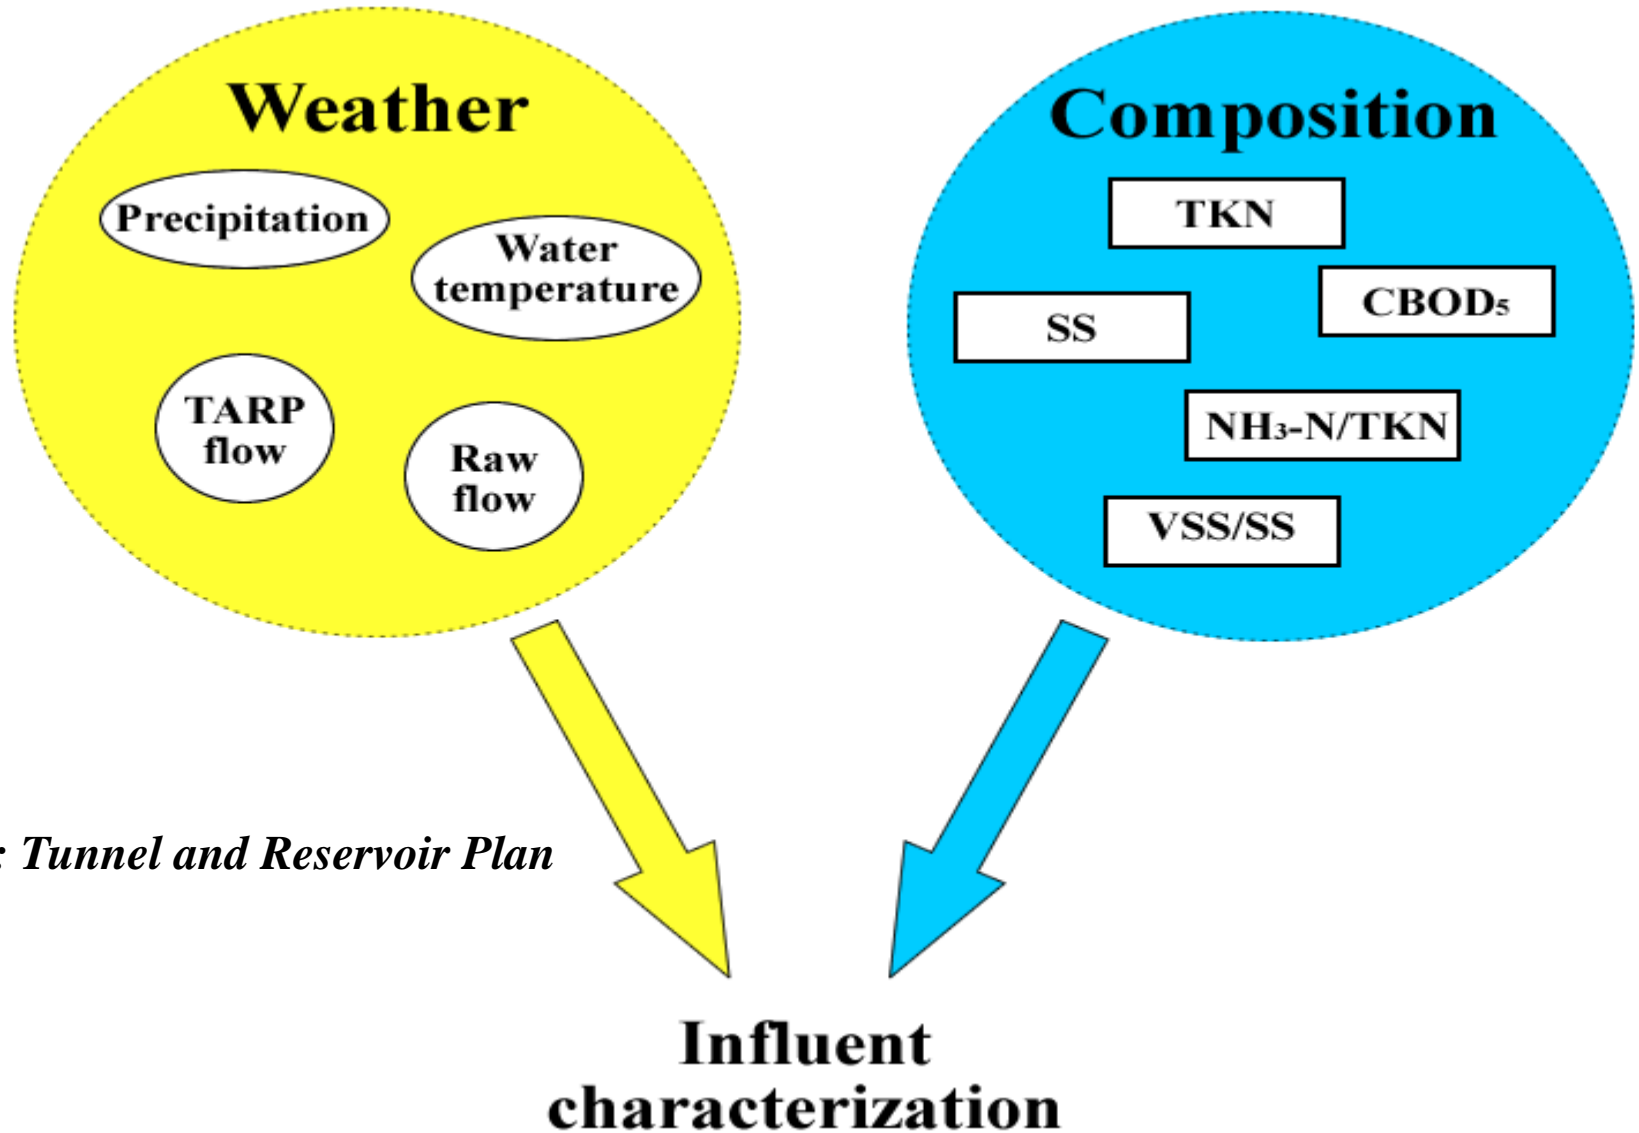 Weather
Precipitation
Water
temperature
TARP
flow
Raw
flow
Composition
TKN
CBOD₅
SS
NH₃-N/TKN
VSS/SS
: Tunnel and Reservoir Plan
Influent
characterization